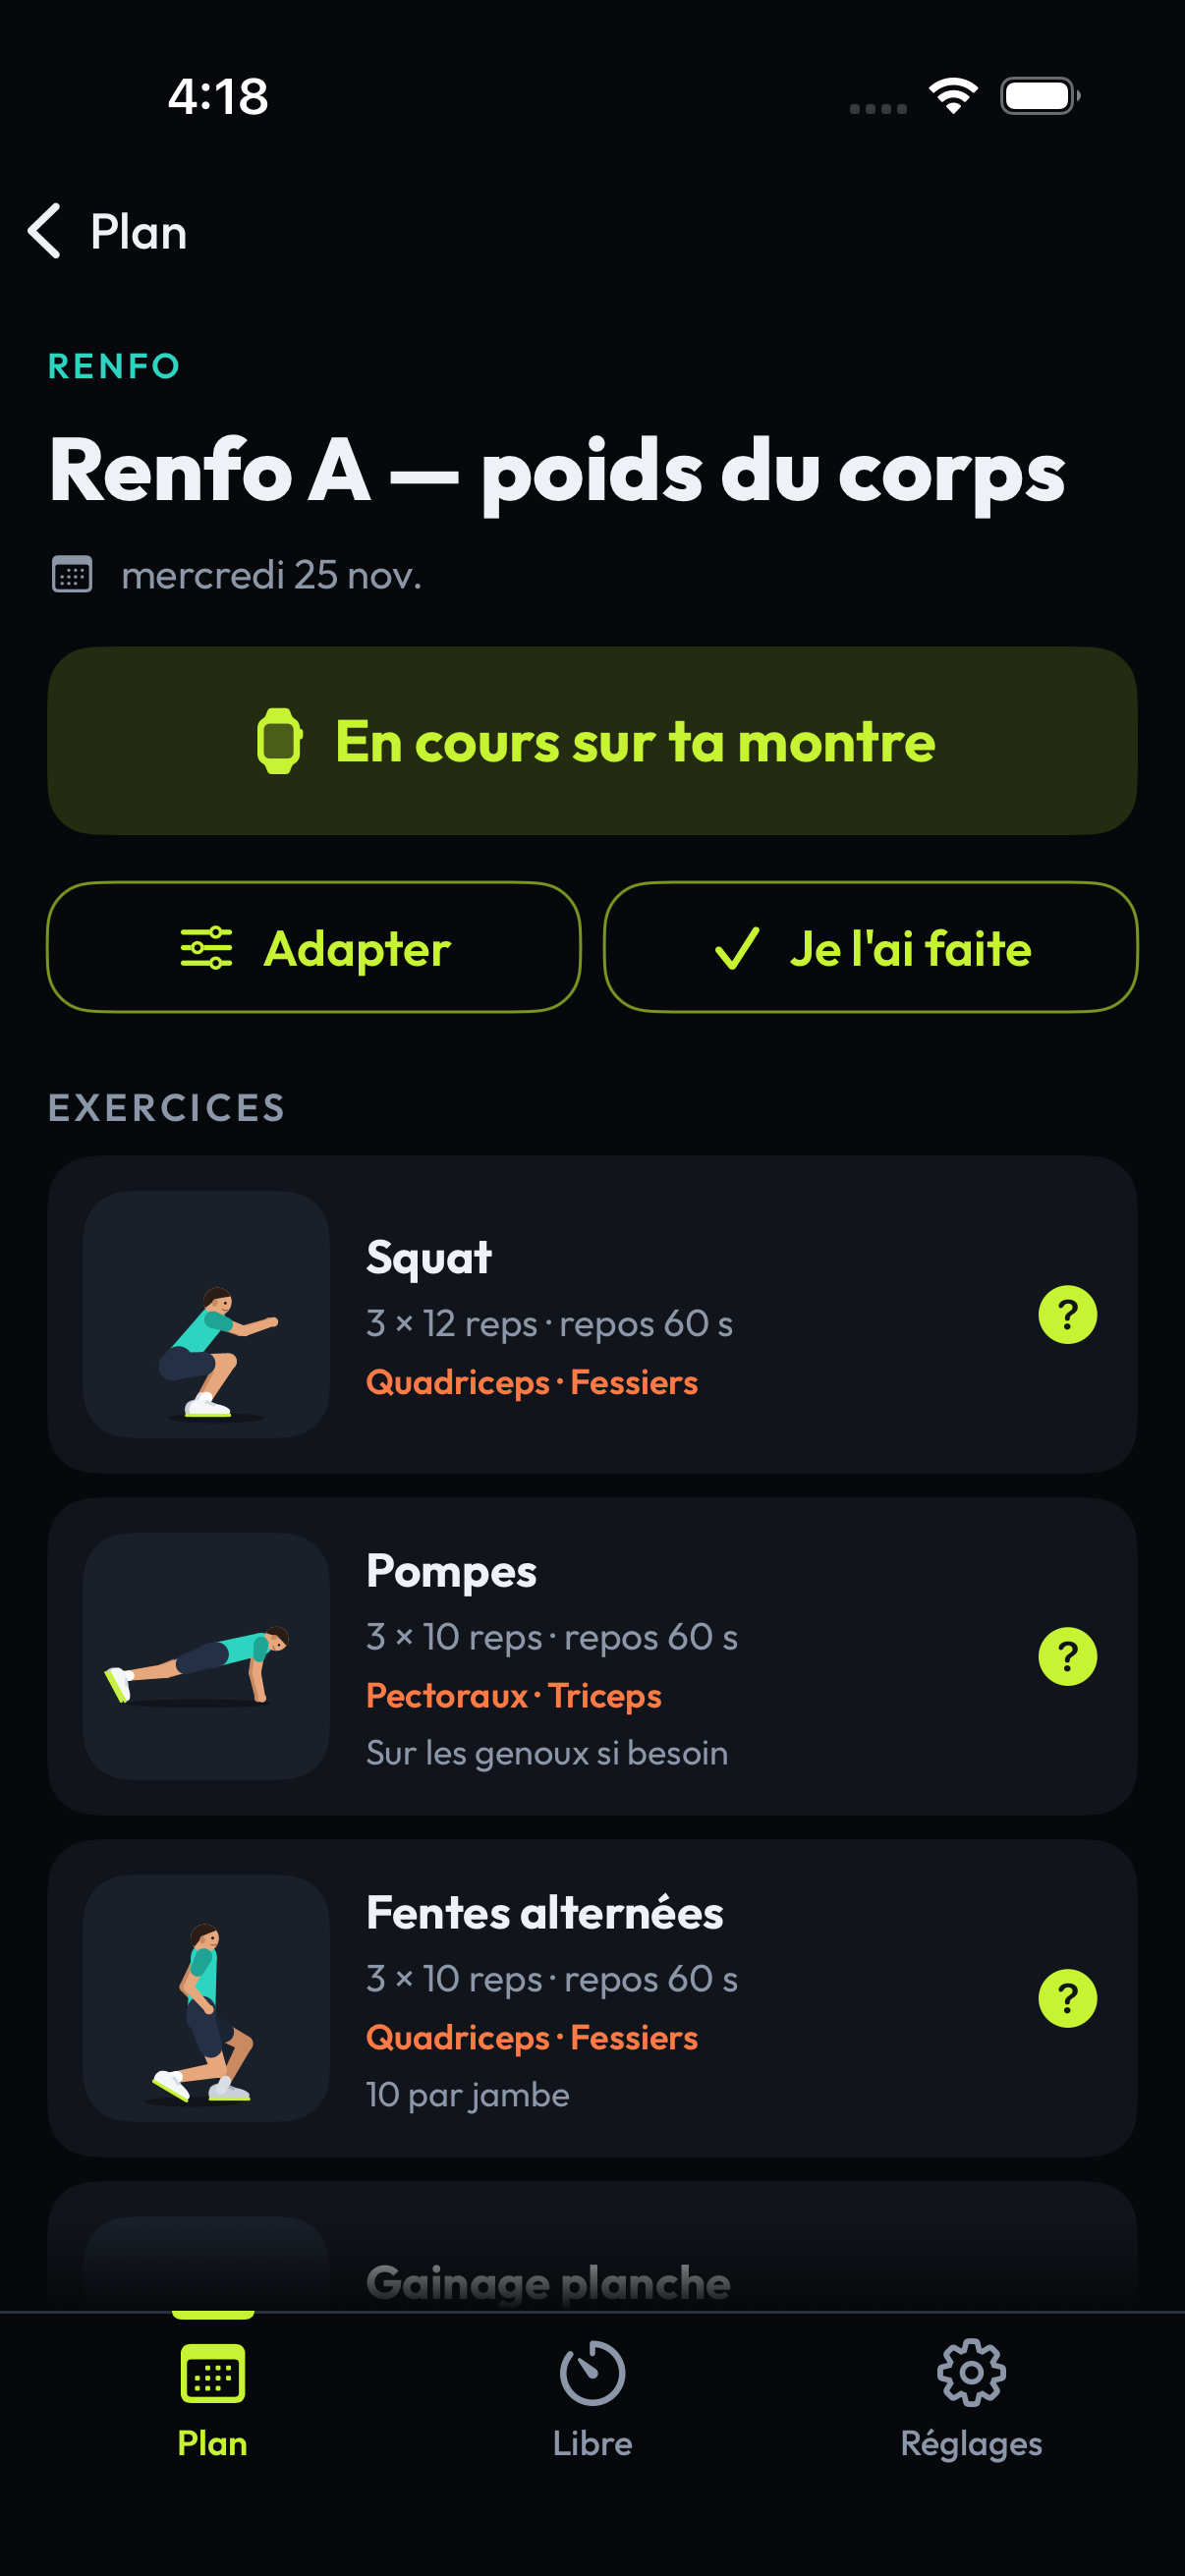 4:18
Plan
RENFO
Renfo A — poids du corps
mercredi 25 nov.
En cours sur ta montre
Adapter
Je l'ai faite
EXERCICES
Squat
3 × 12 reps · repos 60 s
Quadriceps · Fessiers
?
Pompes
3 × 10 reps · repos 60 s
Pectoraux · Triceps
Sur les genoux si besoin
?
Fentes alternées
3 × 10 reps · repos 60 s
Quadriceps · Fessiers
10 par jambe
?
Gainage planche
Plan
Libre
Réglages